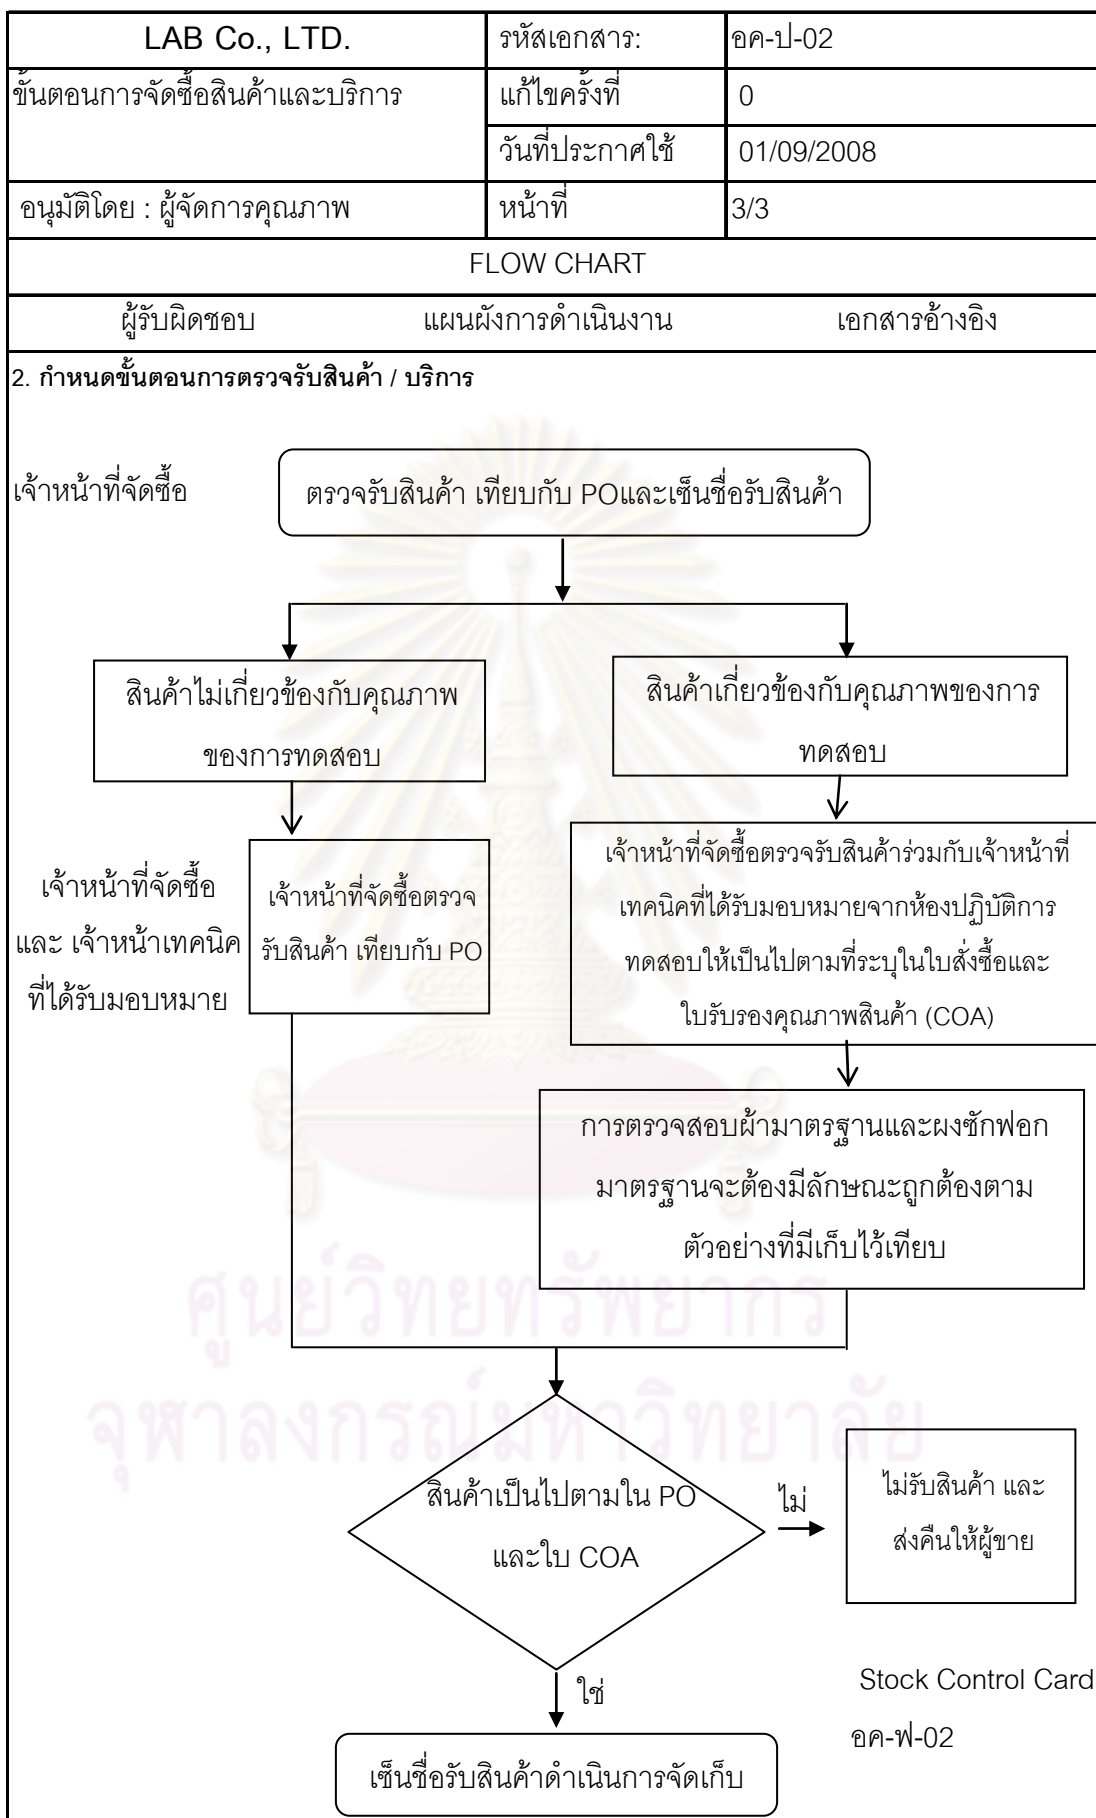 LAB Co., LTD. รหัสเอกสาร: อค-ป-02
ขั้นตอนการจัดซื้อสินค้าและบริการ แก้ไขครั้งที่ 0
วันที่ประกาศใช้ 01/09/2008
อนุมัติโดย : ผู้จัดการคุณภาพ หน้าที่ 3/3
FLOW CHART
ผู้รับผิดชอบ แผนผังการดำเนินงาน เอกสารอ้างอิง
2. กำหนดขั้นตอนการตรวจรับสินค้า / บริการ
เจ้าหน้าที่จัดซื้อ
ตรวจรับสินค้า เทียบกับ POและเซ็นชื่อรับสินค้า
สินค้าไม่เกี่ยวข้องกับคุณภาพ
ของการทดสอบ
สินค้าเกี่ยวข้องกับคุณภาพของการ
ทดสอบ
เจ้าหน้าที่จัดซื้อ
และ เจ้าหน้าเทคนิค
ที่ได้รับมอบหมาย
เจ้าหน้าที่จัดซื้อตรวจ
รับสินค้า เทียบกับ PO
เจ้าหน้าที่จัดซื้อตรวจรับสินค้าร่วมกับเจ้าหน้าที่
เทคนิคที่ได้รับมอบหมายจากห้องปฏิบัติการ
ทดสอบให้เป็นไปตามที่ระบุในใบสั่งซื้อและ
ใบรับรองคุณภาพสินค้า (COA)
การตรวจสอบผ้ามาตรฐานและผงซักฟอก
มาตรฐานจะต้องมีลักษณะถูกต้องตาม
ตัวอย่างที่มีเก็บไว้เทียบ
ศูนย์วิทยทรัพยากร
จุฬาลงกรณ์มหาวิทยาลัย
สินค้าเป็นไปตามใน PO
และใบ COA
ไม่
ไม่รับสินค้า และ
ส่งคืนให้ผู้ขาย
ใช่
Stock Control Card
อค-ฟ-02
เซ็นชื่อรับสินค้าดำเนินการจัดเก็บ